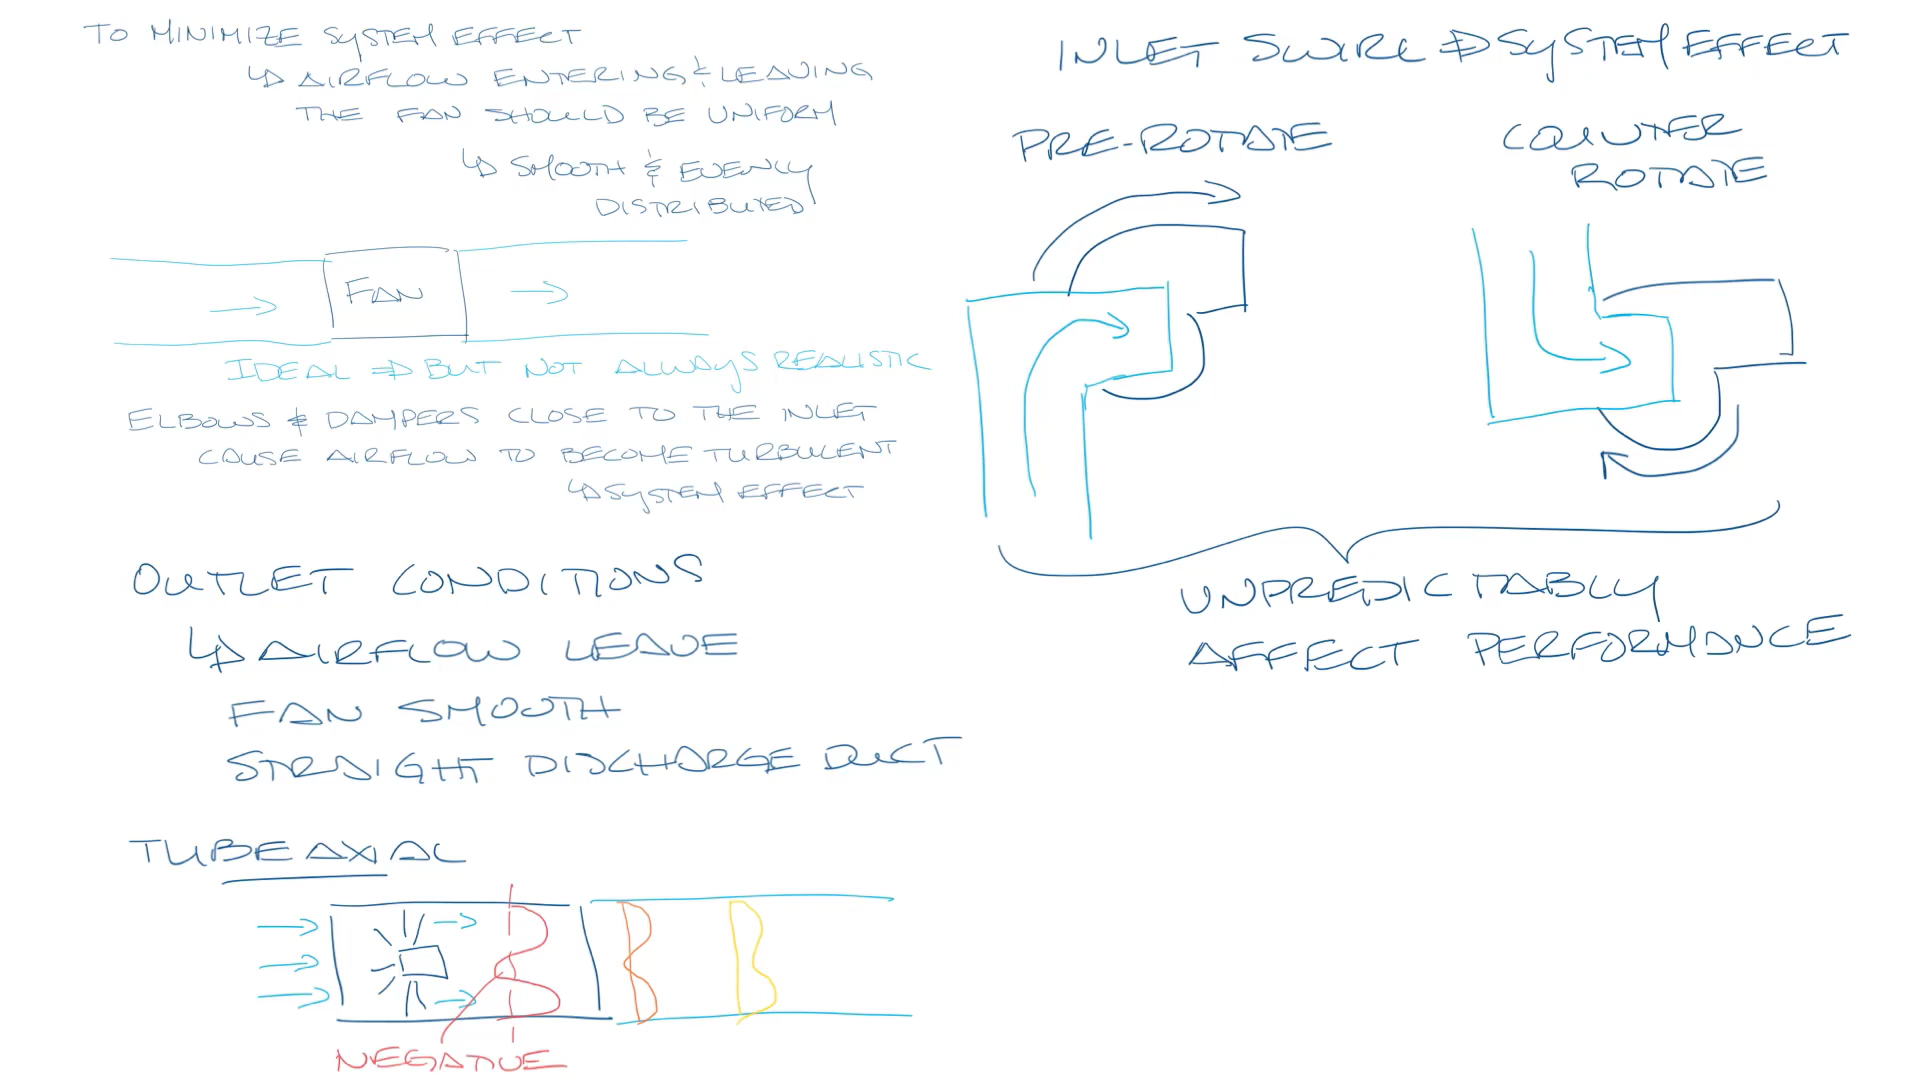 TO MINIMIZE SYSTEM EFFECT
↳ AIRFLOW ENTERING & LEAVING
THE FAN SHOULD BE UNIFORM
↳ SMOOTH & EVENLY
DISTRIBUTED
FAN
IDEAL ⇒ BUT NOT ALWAYS REALISTIC
ELBOWS & DAMPERS CLOSE TO THE INLET
CAUSE AIRFLOW TO BECOME TURBULENT
↳ SYSTEM EFFECT
OUTLET CONDITIONS
↳ AIRFLOW LEAVE
FAN SMOOTH
STRAIGHT DISCHARGE DUCT
TUBEAXIAL
NEGATIVE
INLET SWIRL ⇒ SYSTEM EFFECT
PRE-ROTATE
COUNTER
ROTATE
UNPREDICTABLY
AFFECT PERFORMANCE